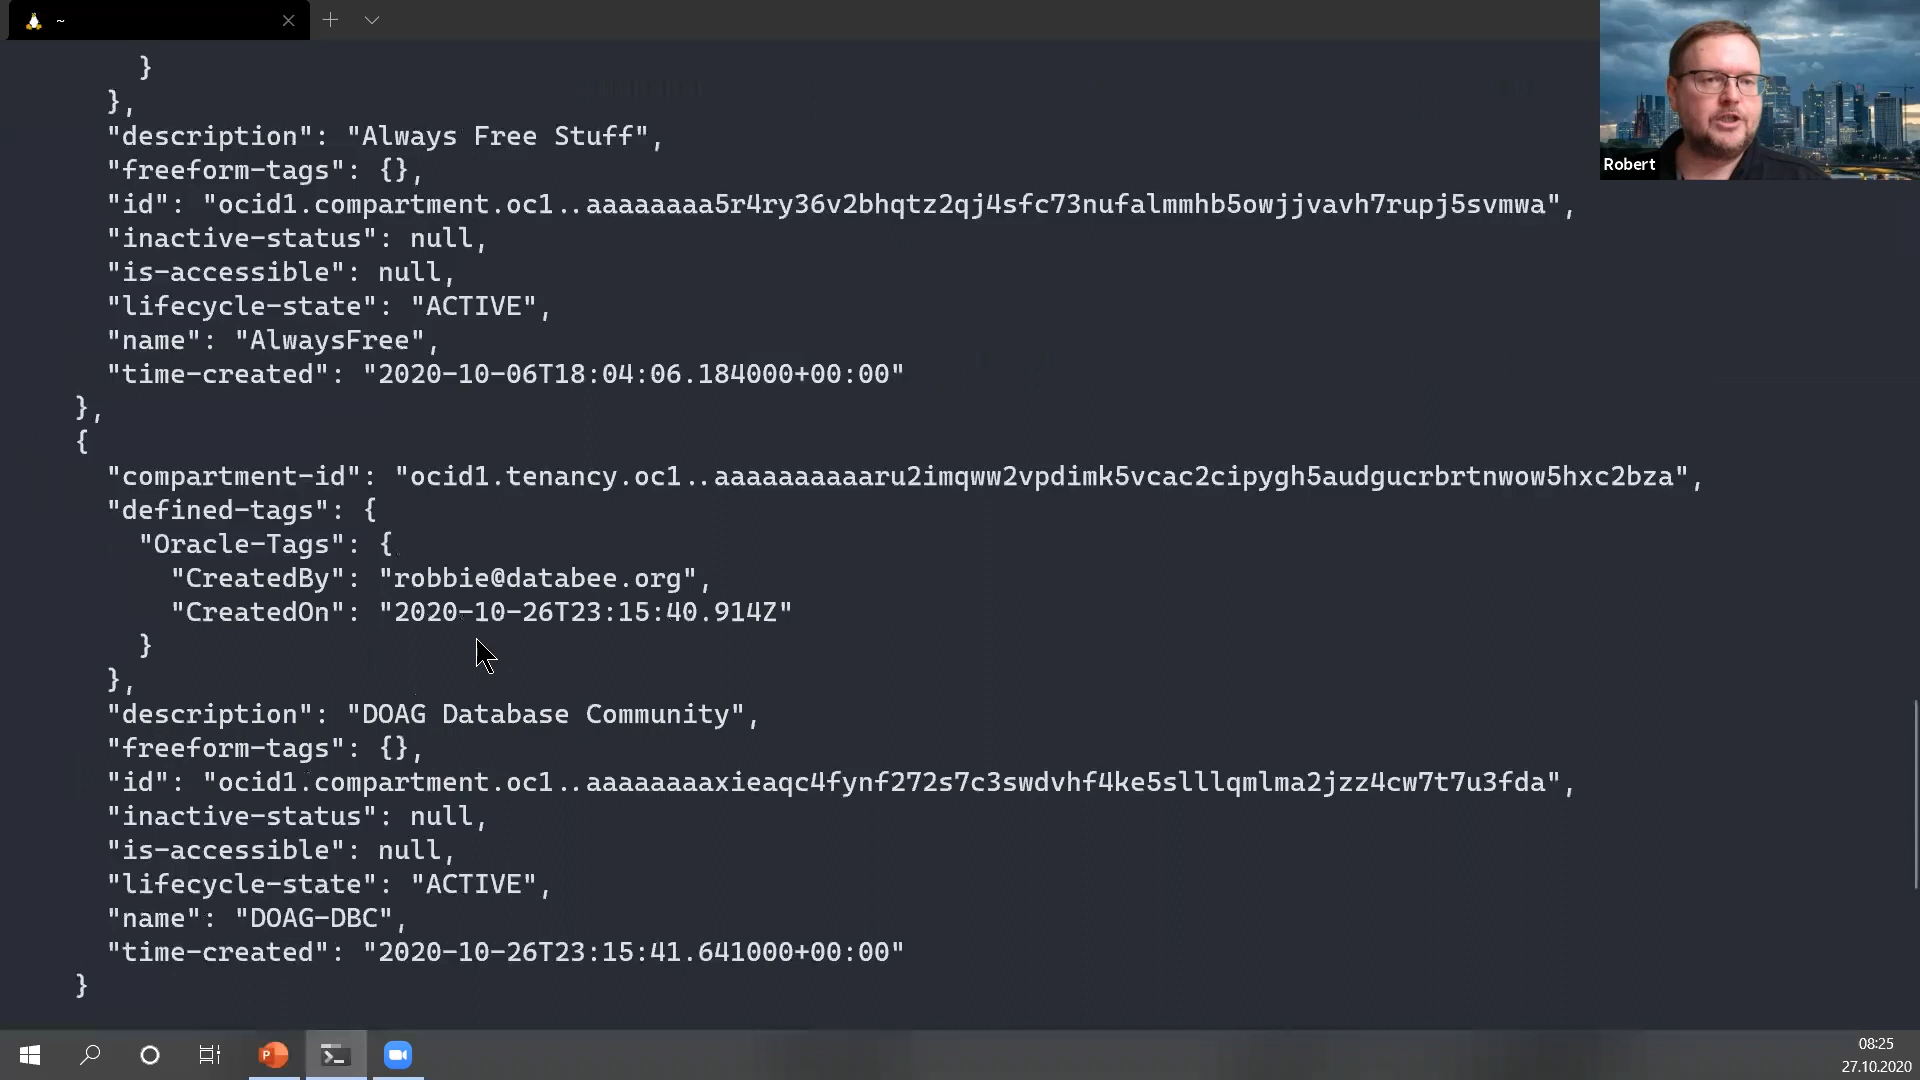 ~
}
},
"description": "Always Free Stuff",
"freeform-tags": {},
"id": "ocid1.compartment.oc1..aaaaaaaa5r4ry36v2bhqtz2qj4sfc73nufalmmhb5owjjvavh7rupj5svmwa",
"inactive-status": null,
"is-accessible": null,
"lifecycle-state": "ACTIVE",
"name": "AlwaysFree",
"time-created": "2020-10-06T18:04:06.184000+00:00"
},
{
"compartment-id": "ocid1.tenancy.oc1..aaaaaaaaaaru2imqww2vpdimk5vcac2cipygh5audgucrbrtnwow5hxc2bza",
"defined-tags": {
"Oracle-Tags": {
"CreatedBy": "robbie@databee.org",
"CreatedOn": "2020-10-26T23:15:40.914Z"
}
},
"description": "DOAG Database Community",
"freeform-tags": {},
"id": "ocid1.compartment.oc1..aaaaaaaaxieaqc4fynf272s7c3swdvhf4ke5slllqmlma2jzz4cw7t7u3fda",
"inactive-status": null,
"is-accessible": null,
"lifecycle-state": "ACTIVE",
"name": "DOAG-DBC",
"time-created": "2020-10-26T23:15:41.641000+00:00"
}
Robert
08:25
27.10.2020